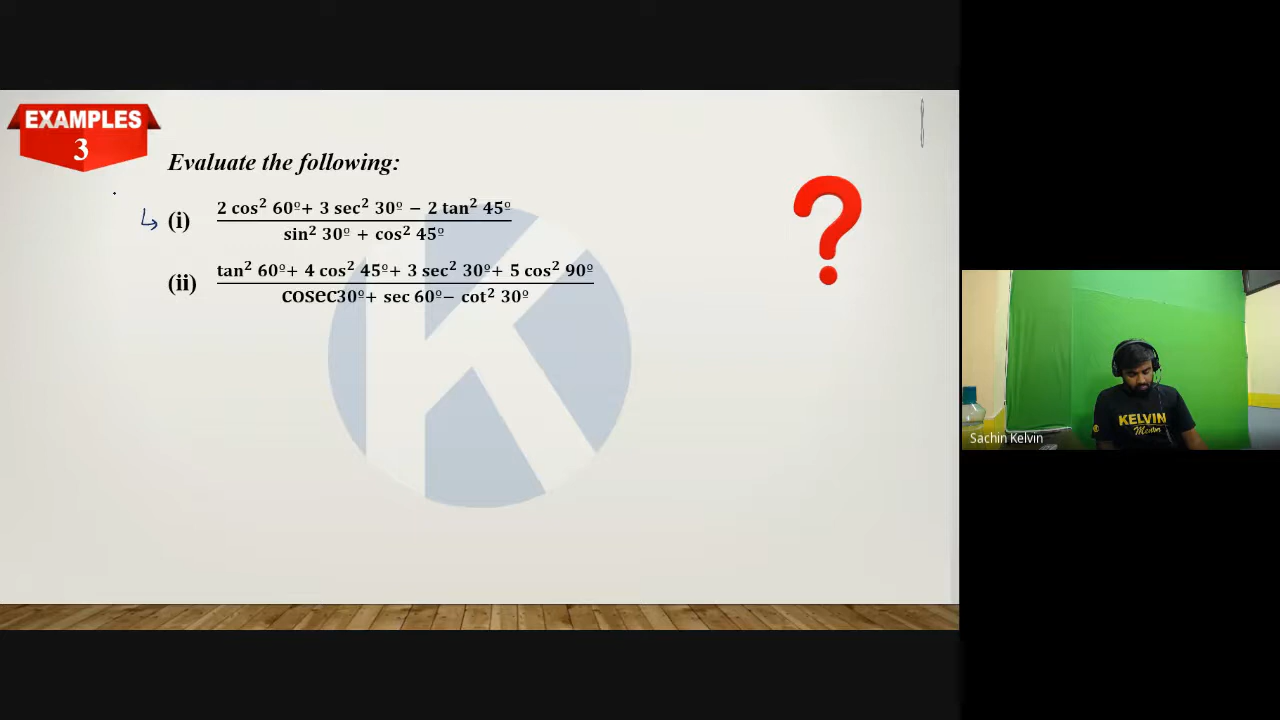 EXAMPLES
3
Evaluate the following:
(i) 2 cos² 60º+ 3 sec² 30º − 2 tan² 45º
sin² 30º + cos² 45º
(ii) tan² 60º+ 4 cos² 45º+ 3 sec² 30º+ 5 cos² 90º
cosec30º+ sec 60º− cot² 30º
?
KELVIN
Mentor
Sachin Kelvin
K